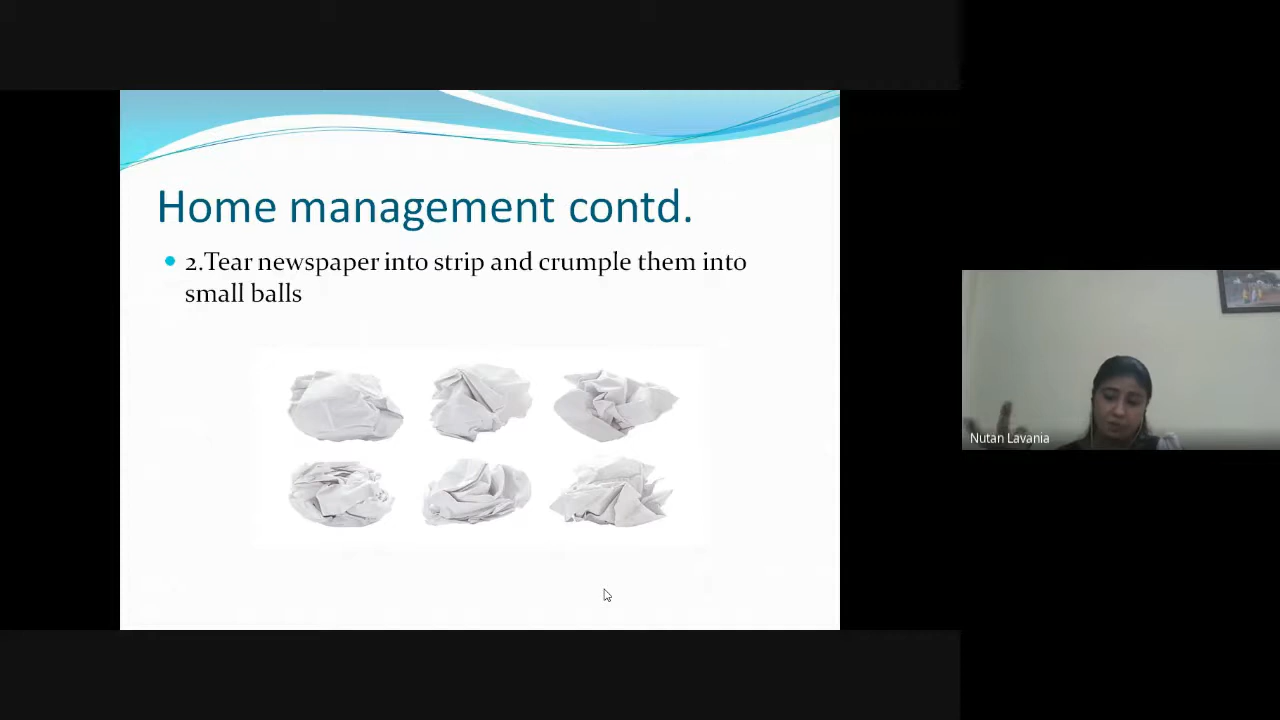 Home management contd.
2.Tear newspaper into strip and crumple them into
small balls
Nutan Lavania